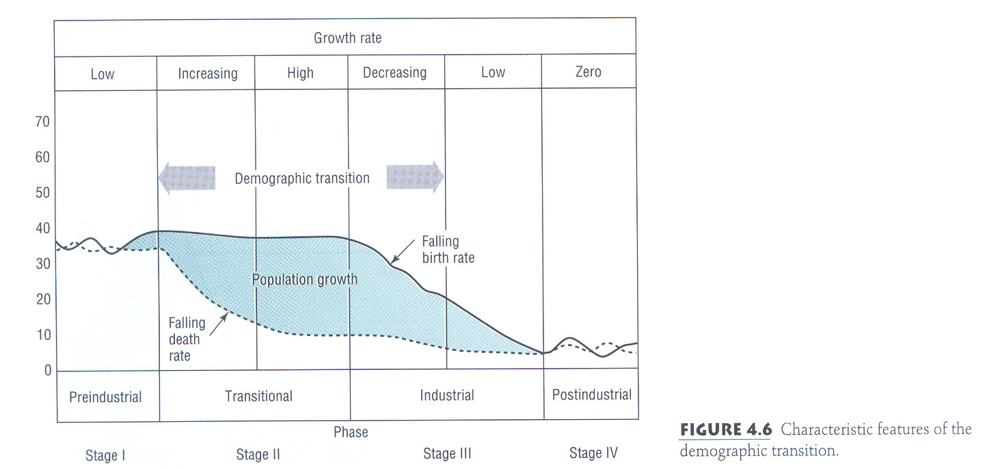 Growth rate
Low Increasing High Decreasing Low Zero
70
60
50
40
30
20
10
0
Demographic transition
Falling
birth rate
Population growth
Falling
death
rate
Preindustrial Transitional Industrial Postindustrial
Phase
Stage I Stage II Stage III Stage IV
FIGURE 4.6 Characteristic features of the
demographic transition.